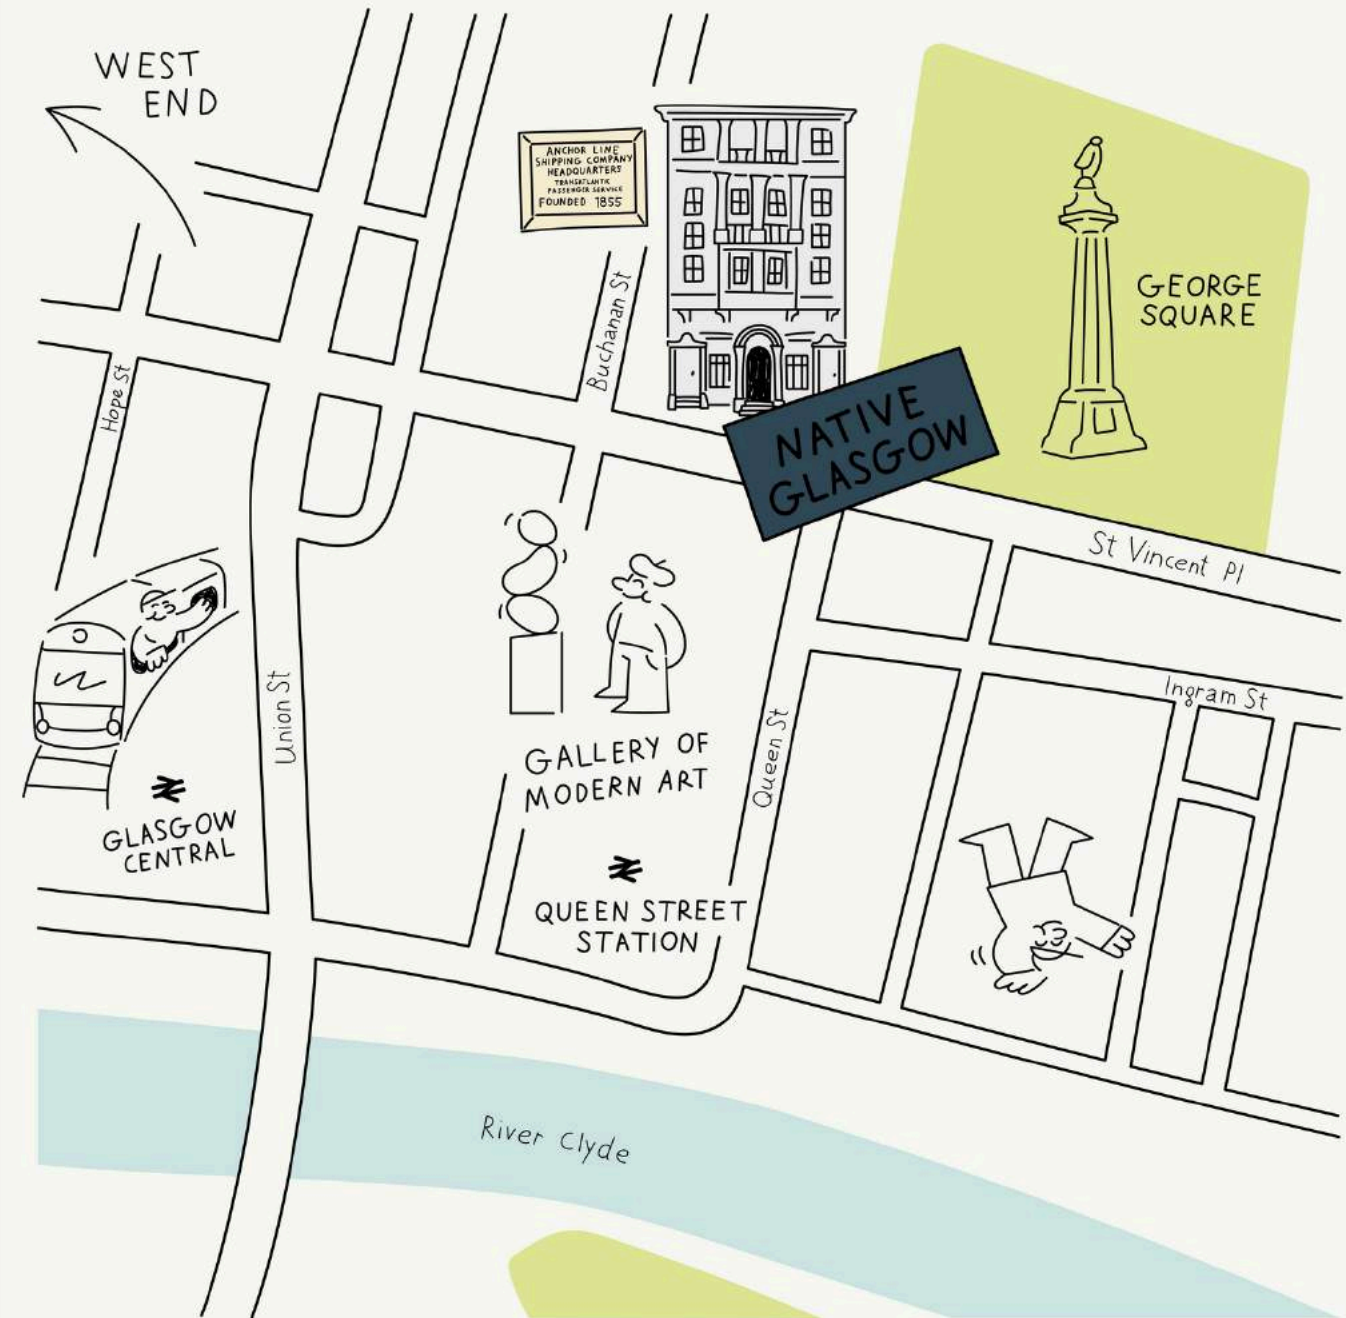 WEST
END
ANCHOR LINE
SHIPPING COMPANY
HEADQUARTERS
TRANSATLANTIC
PASSENGER SERVICE
FOUNDED 1855
GEORGE
SQUARE
Buchanan St
Hope St
NATIVE
GLASGOW
St Vincent Pl
Ingram St
Union St
Queen St
GALLERY OF
MODERN ART
GLASGOW
CENTRAL
QUEEN STREET
STATION
River Clyde